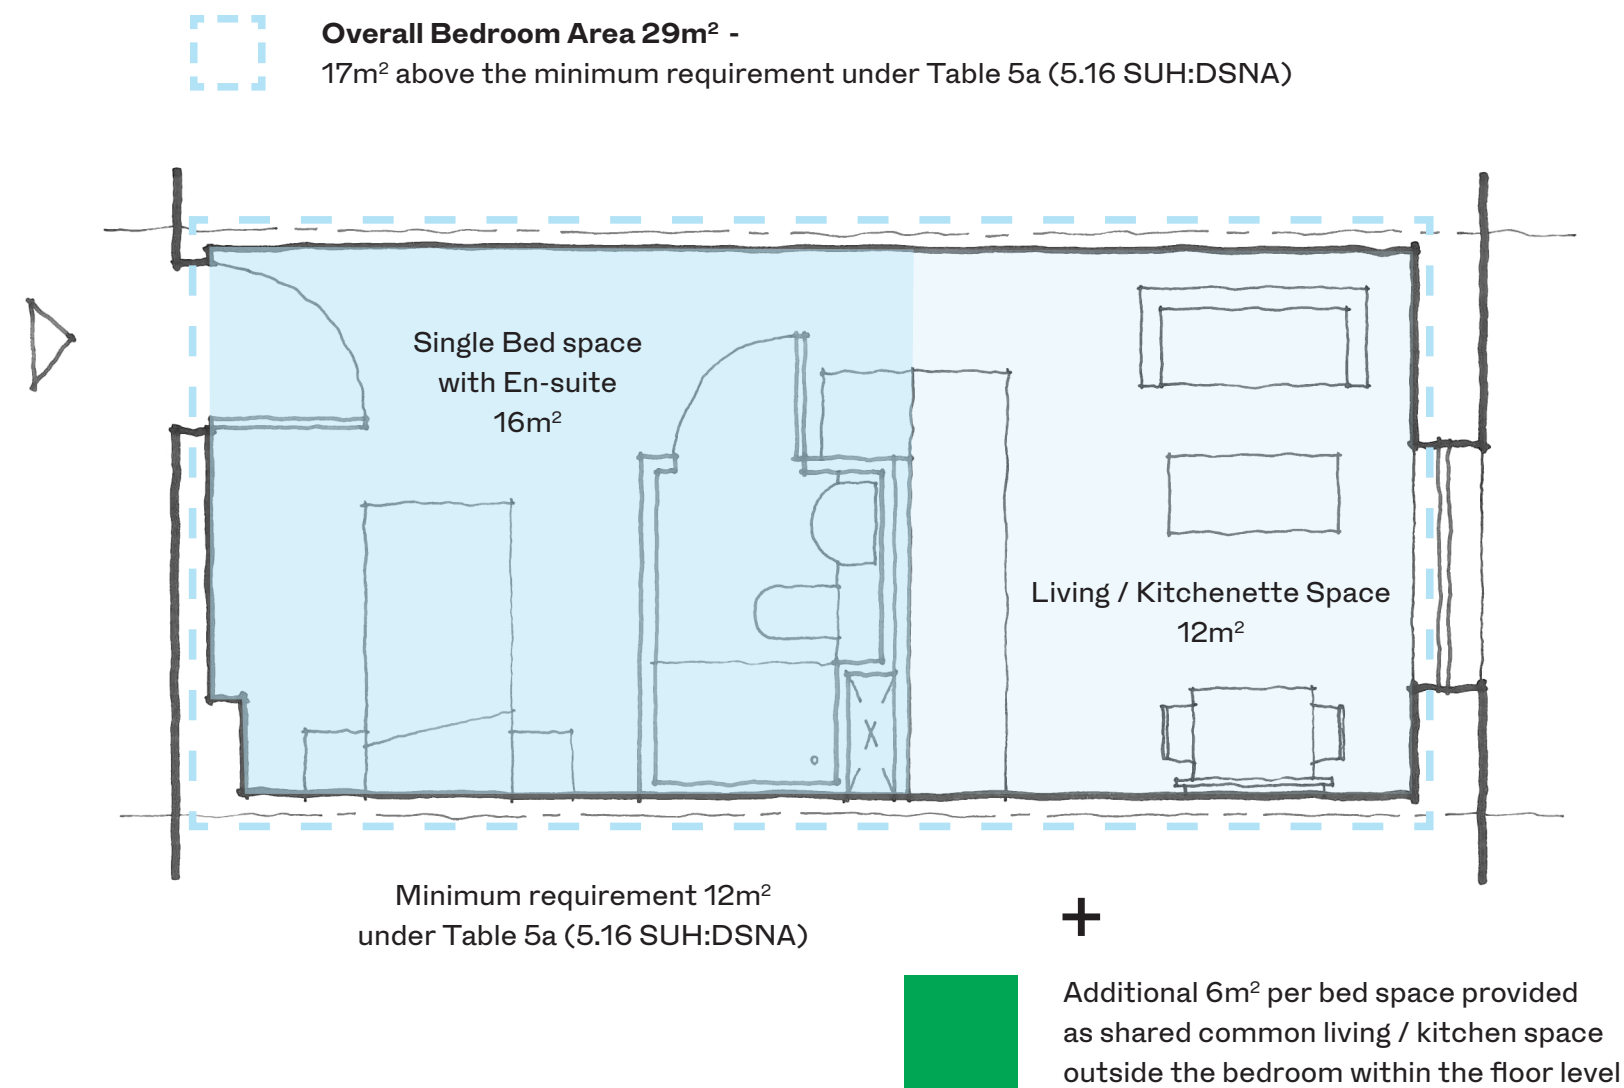 Overall Bedroom Area 29m² -
17m² above the minimum requirement under Table 5a (5.16 SUH:DSNA)
Single Bed space
with En-suite
16m²
Living / Kitchenette Space
12m²
Minimum requirement 12m²
under Table 5a (5.16 SUH:DSNA)
+
Additional 6m² per bed space provided
as shared common living / kitchen space
outside the bedroom within the floor level